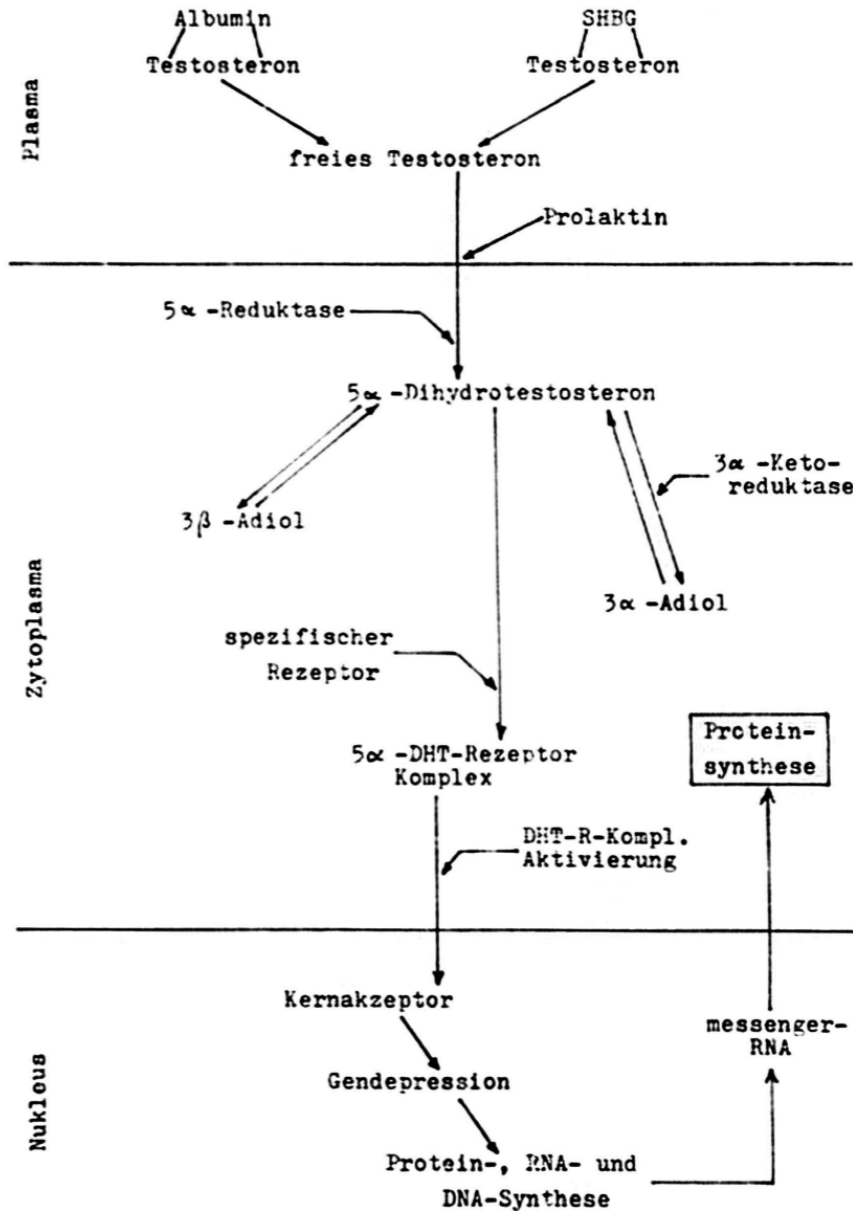 Albumin
SHBG
Testosteron
Testosteron
Plasma
freies Testosteron
Prolaktin
5α -Reduktase
5α -Dihydrotestosteron
3α -Keto-
reduktase
3β -Adiol
3α -Adiol
Zytoplasma
spezifischer
Rezeptor
5α -DHT-Rezeptor
Komplex
Protein-
synthese
DHT-R-Kompl.
Aktivierung
Kernakzeptor
messenger-
RNA
Gendepression
Nuklous
Protein-, RNA- und
DNA-Synthese